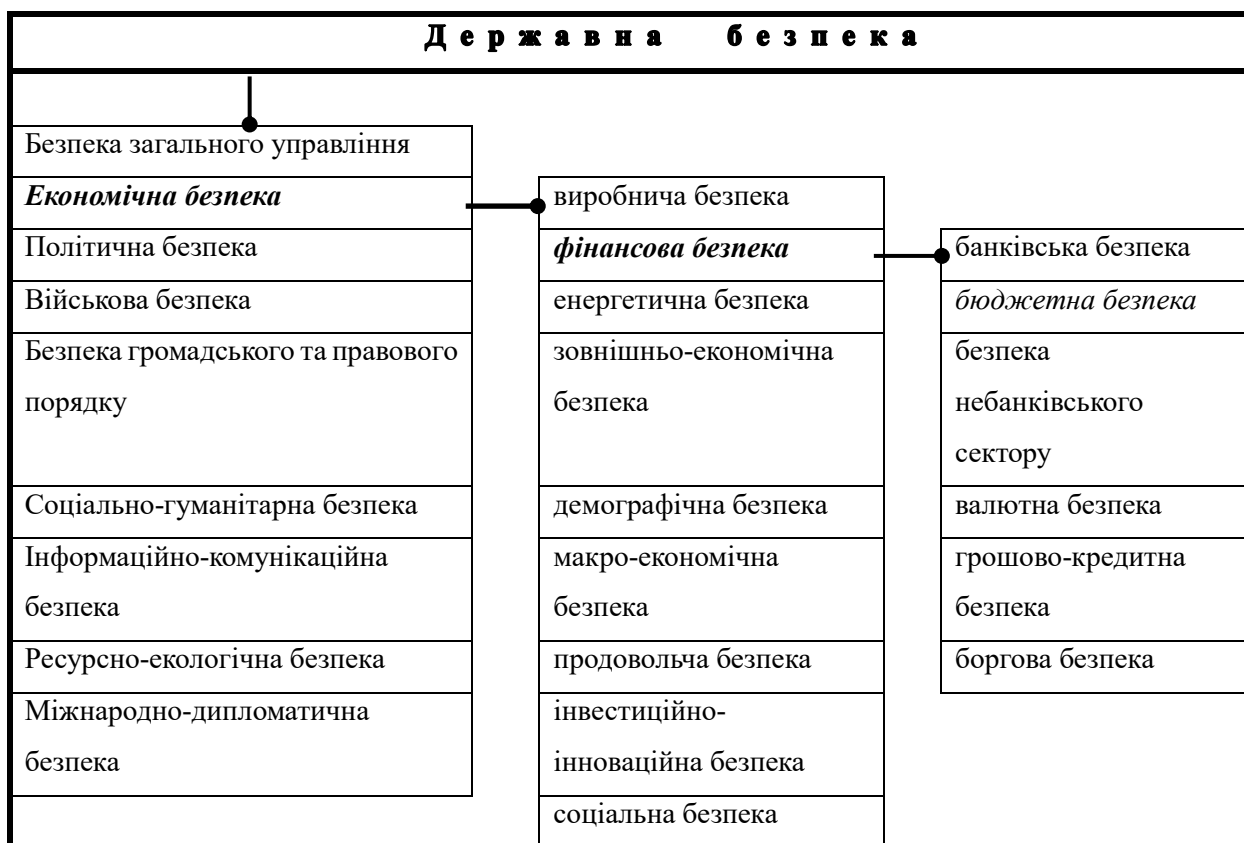 Державна безпека
Безпека загального управління
Економічна безпека
виробнича безпека
Політична безпека
фінансова безпека
банківська безпека
Військова безпека
енергетична безпека
бюджетна безпека
Безпека громадського та правового
порядку
зовнішньо-економічна
безпека
безпека
небанківського
сектору
Соціально-гуманітарна безпека
демографічна безпека
валютна безпека
Інформаційно-комунікаційна
безпека
макро-економічна
безпека
грошово-кредитна
безпека
Ресурсно-екологічна безпека
продовольча безпека
боргова безпека
Міжнародно-дипломатична
безпека
інвестиційно-
інноваційна безпека
соціальна безпека